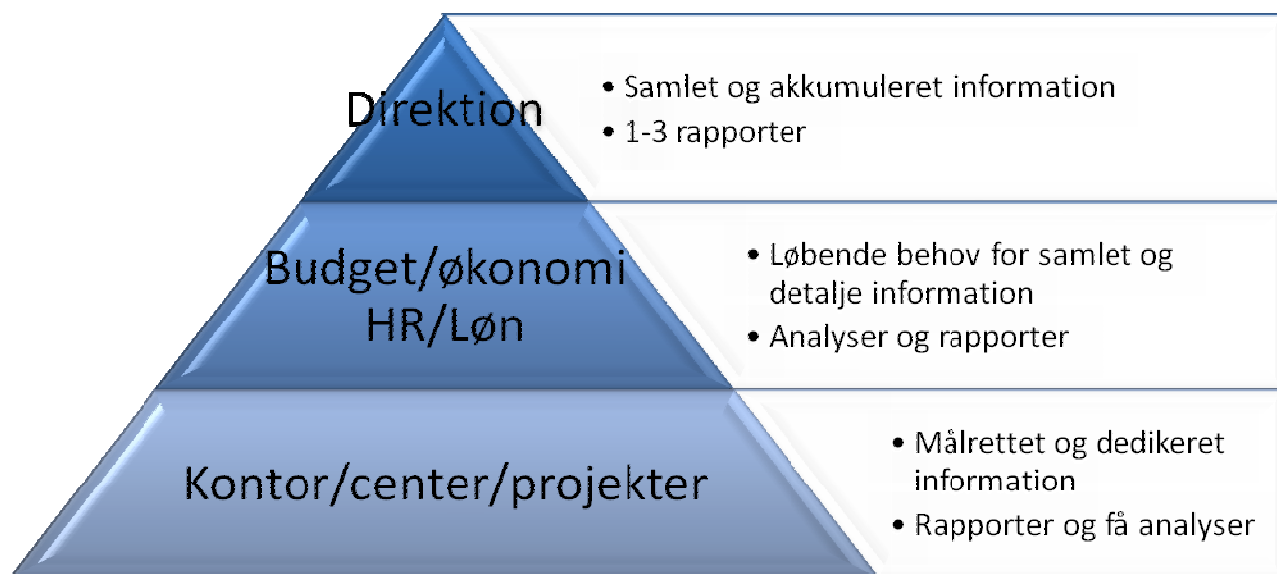 Direktion
• Samlet og akkumuleret information
• 1-3 rapporter
Budget/økonomi
HR/Løn
• Løbende behov for samlet og
detalje information
• Analyser og rapporter
Kontor/center/projekter
• Målrettet og dedikeret
information
• Rapporter og få analyser